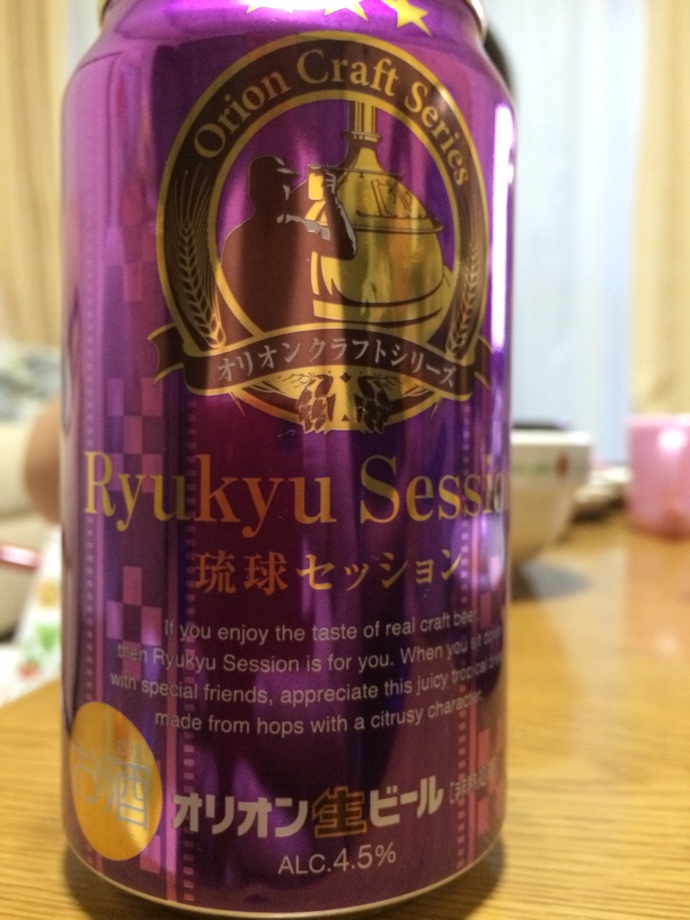 Orion Craft Series
オリオンクラフトシリーズ
Ryukyu
琉球セッション
If you enjoy the taste of real craft
then Ryukyu Session is for you. When you
with special friends, appreciate this juicy tropical
made from hops with a citrusy character
お酒
オリオン生ビール
ALC.4.5%